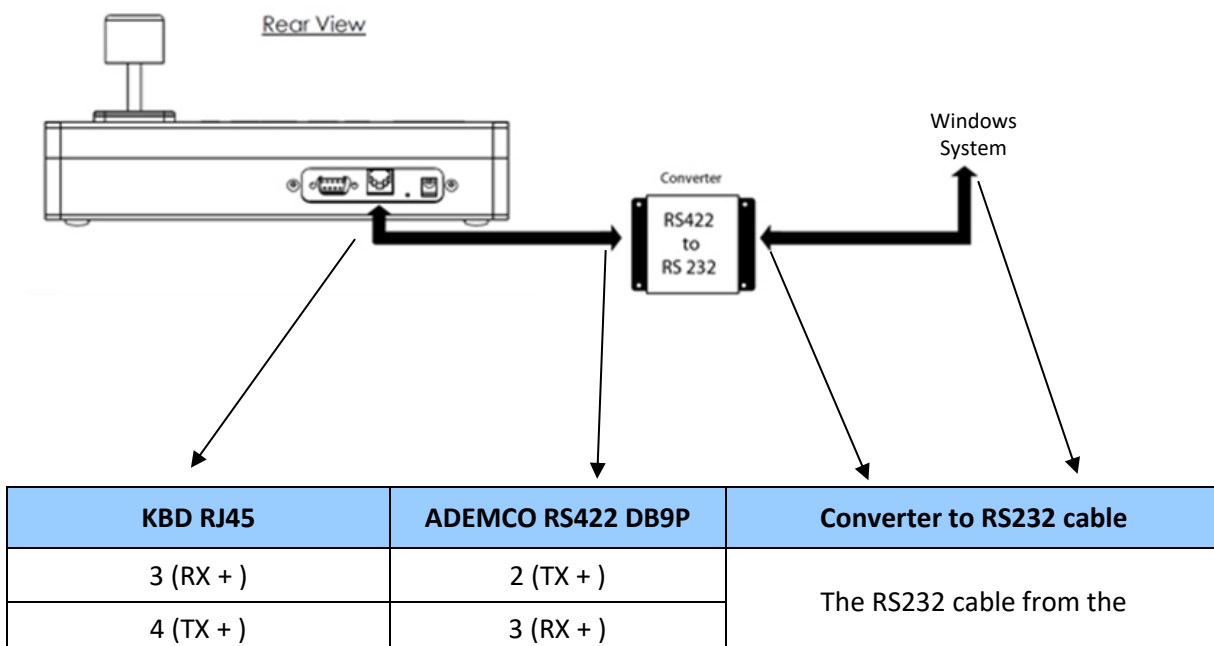 Rear View
Windows
System
Converter
RS422
to
RS 232
KBD RJ45
ADEMCO RS422 DB9P
Converter to RS232 cable
3 (RX + )
2 (TX + )
The RS232 cable from the
4 (TX + )
3 (RX + )